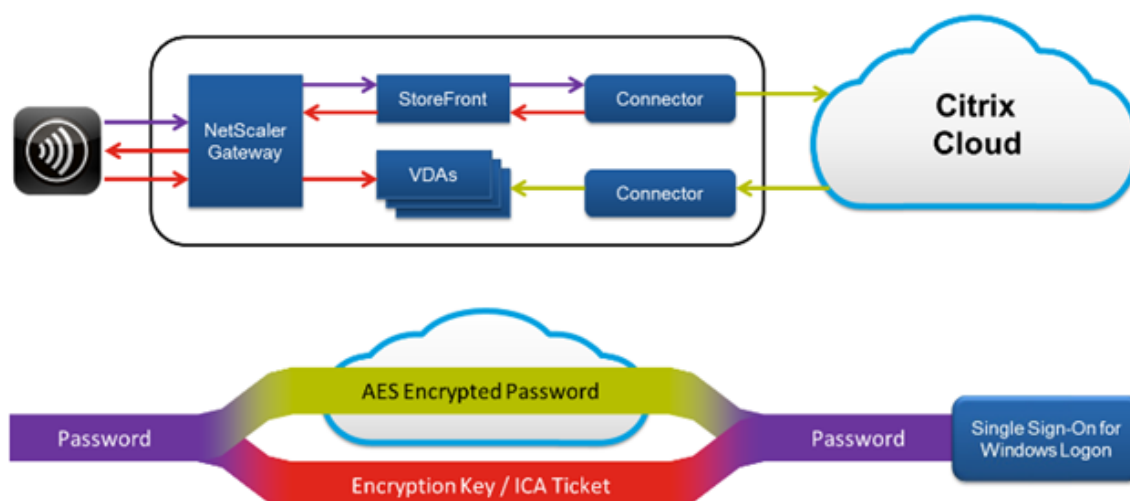 NetScaler
Gateway
StoreFront
Connector
Citrix
Cloud
VDAs
Connector
AES Encrypted Password
Password
Password
Single Sign-On for
Windows Logon
Encryption Key / ICA Ticket